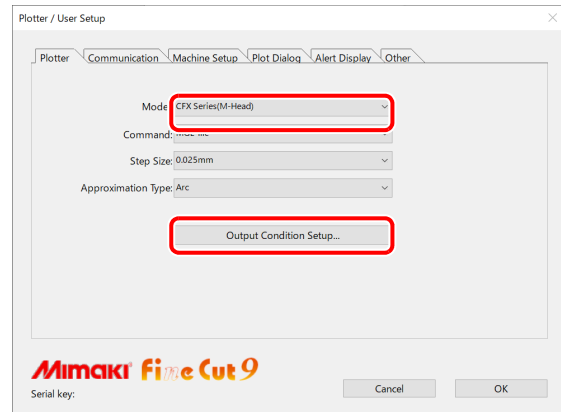 Plotter / User Setup
Plotter Communication Machine Setup Plot Dialog Alert Display Other
Mode CFX Series(M-Head)
Command:
Step Size: 0.025mm
Approximation Type: Arc
Output Condition Setup...
Mimaki Fine Cut 9
Serial key:
Cancel OK